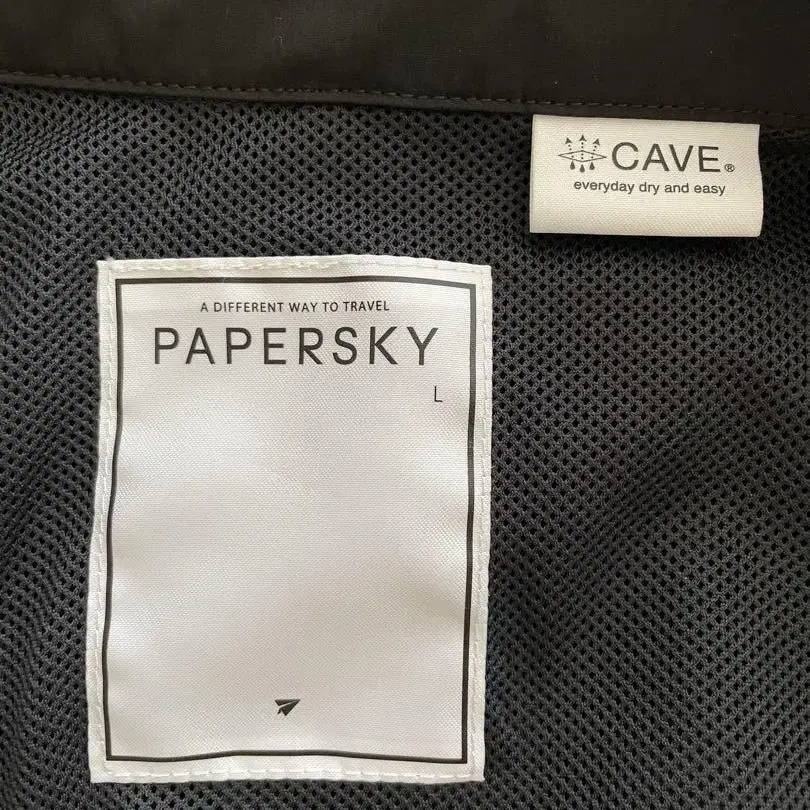 CAVE®
everyday dry and easy
A DIFFERENT WAY TO TRAVEL
PAPERSKY
L